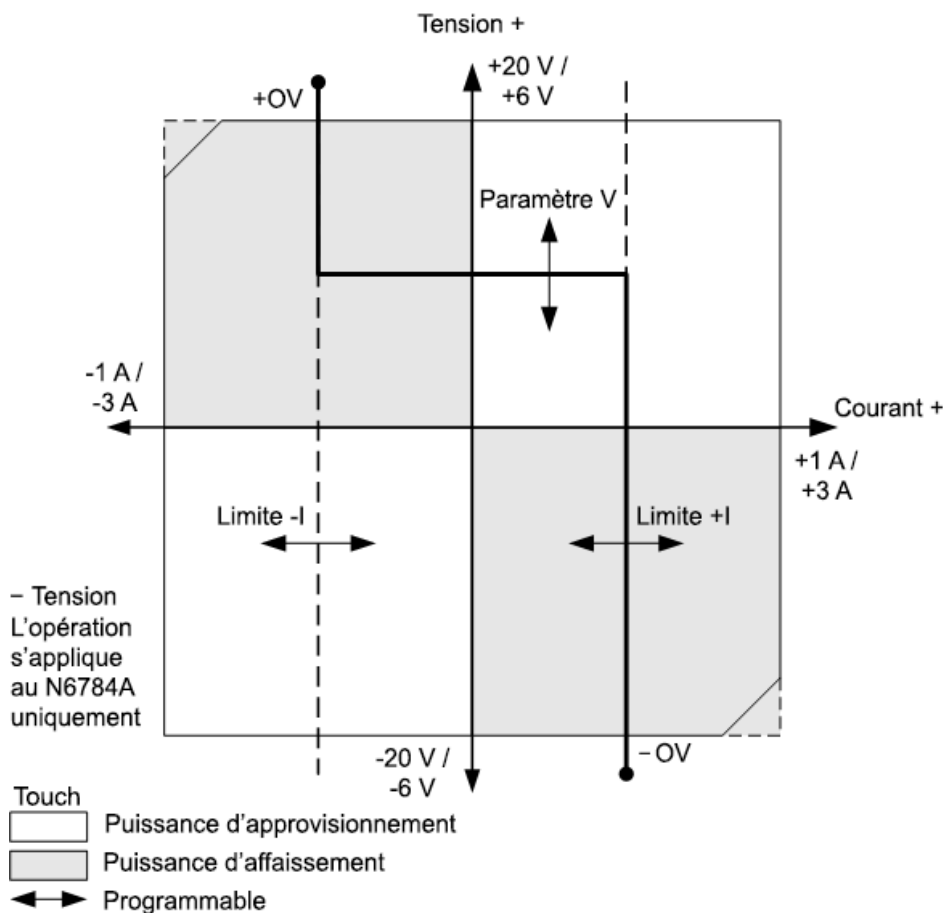 Tension +
+20 V /
+6 V
+OV
Paramètre V
-1 A /
-3 A
Courant +
+1 A /
+3 A
Limite -I
Limite +I
– Tension
L'opération
s'applique
au N6784A
uniquement
-20 V /
-6 V
– OV
Touch
Puissance d'approvisionnement
Puissance d'affaissement
Programmable